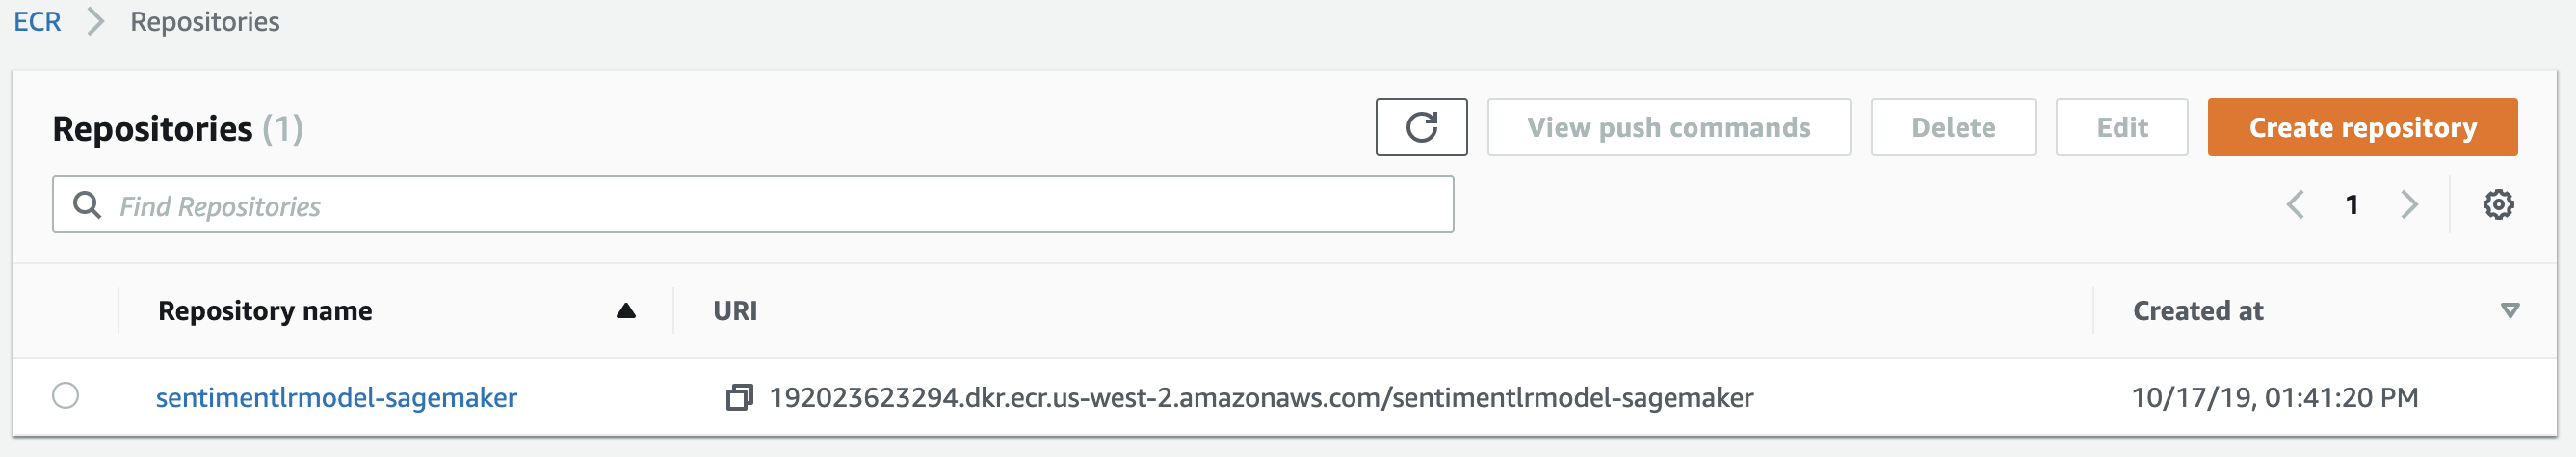 ECR > Repositories
Repositories (1)
View push commands
Delete
Edit
Create repository
Find Repositories
1
Repository name
URI
Created at
sentimentlrmodel-sagemaker
192023623294.dkr.ecr.us-west-2.amazonaws.com/sentimentlrmodel-sagemaker
10/17/19, 01:41:20 PM